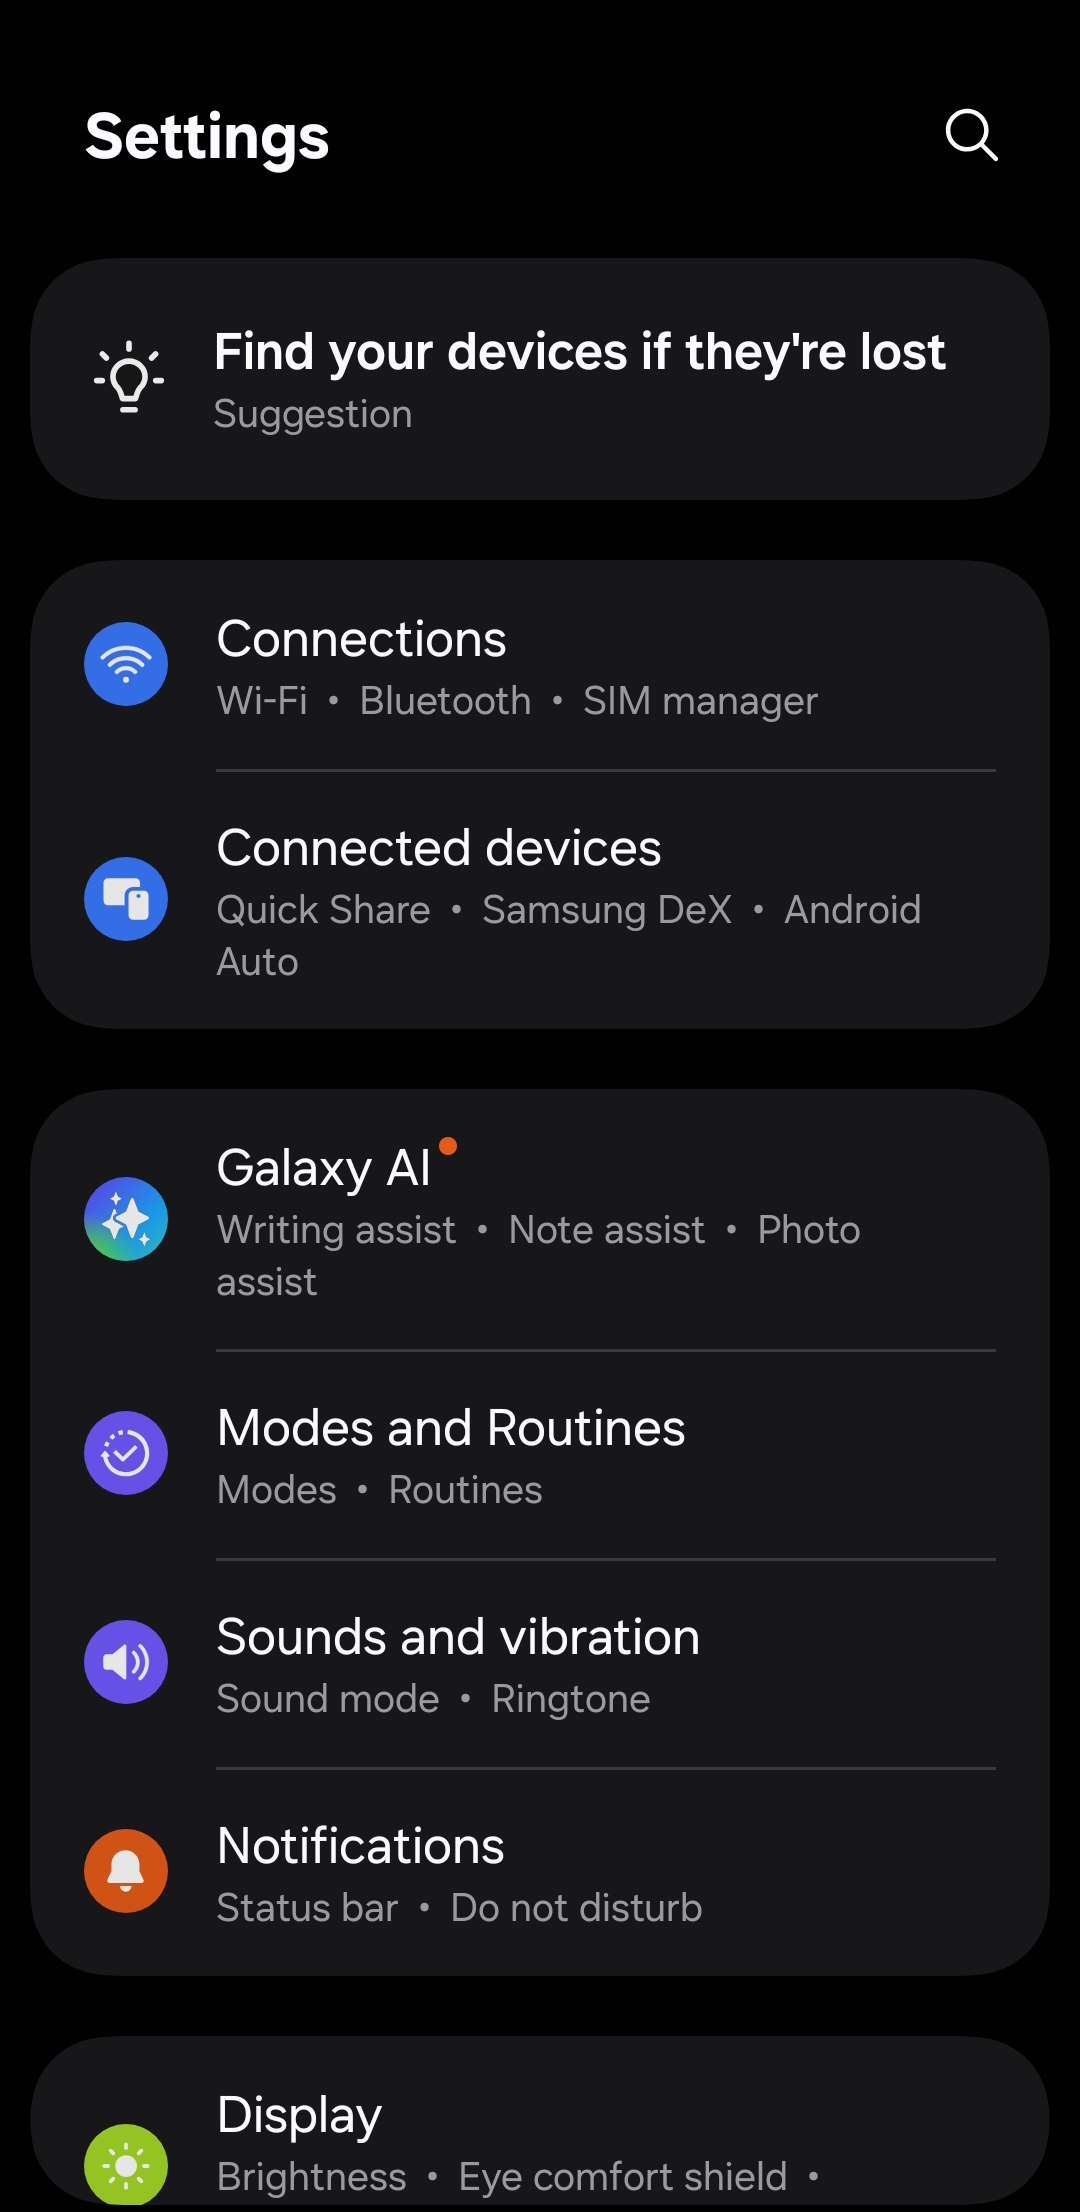 Settings
Find your devices if they're lost
Suggestion
Connections
Wi-Fi • Bluetooth • SIM manager
Connected devices
Quick Share • Samsung DeX • Android
Auto
Galaxy AI
Writing assist • Note assist • Photo
assist
Modes and Routines
Modes • Routines
Sounds and vibration
Sound mode • Ringtone
Notifications
Status bar • Do not disturb
Display
Brightness • Eye comfort shield •